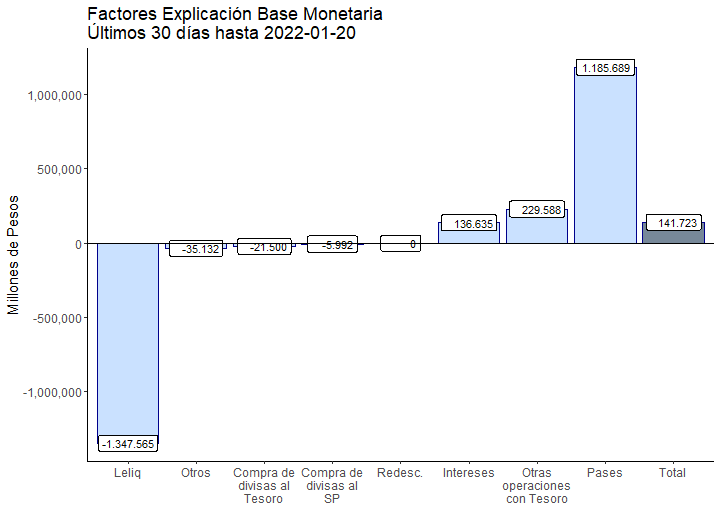 Factores Explicación Base Monetaria
Últimos 30 días hasta 2022-01-20
Millones de Pesos
1,000,000
500,000
0
-500,000
-1,000,000
-1.347.565
-35.132
-21.500
-5.992
0
136.635
229.588
1.185.689
141.723
Leliq
Otros
Compra de
divisas al
Tesoro
Compra de
divisas al
SP
Redesc.
Intereses
Otras
operaciones
con Tesoro
Pases
Total